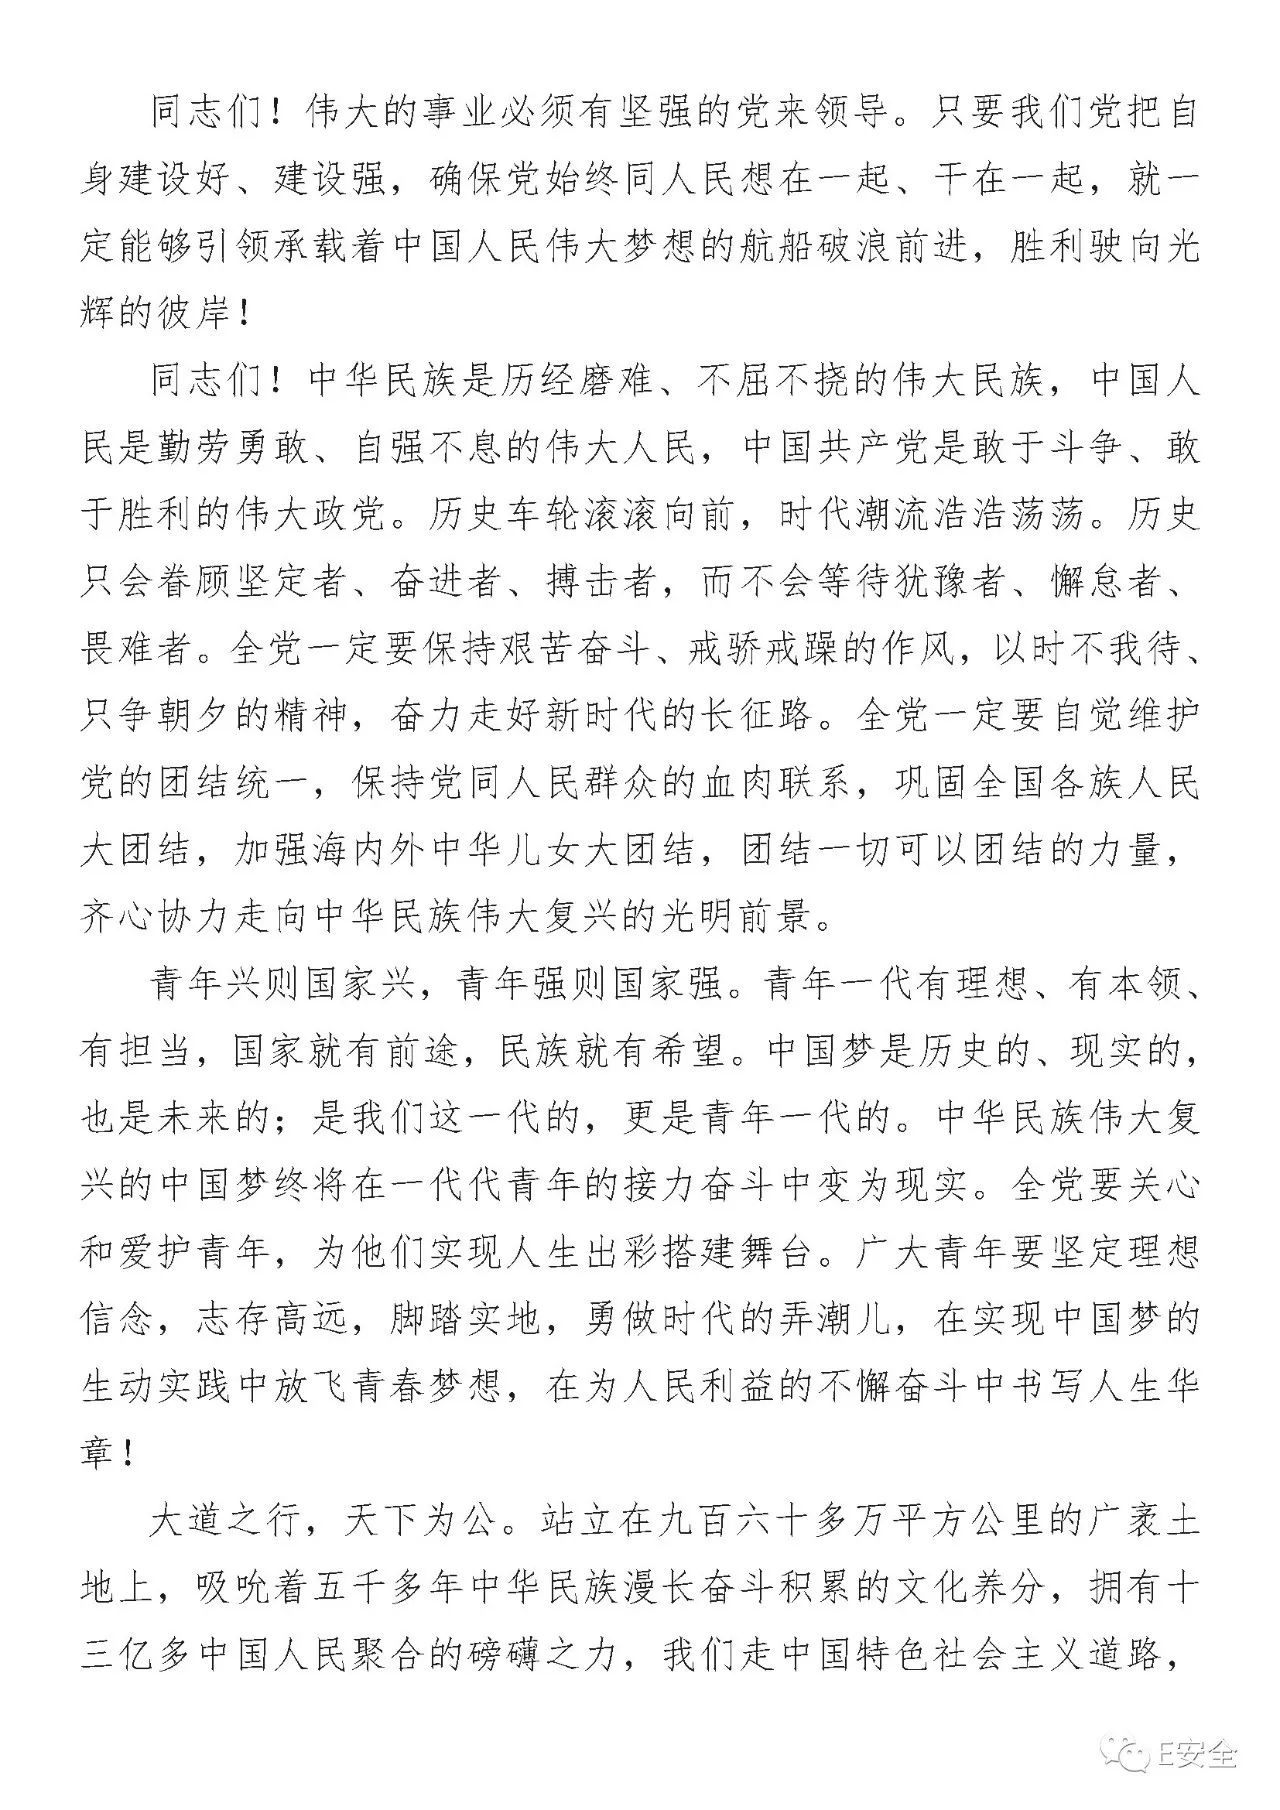 同志们！伟大的事业必须有坚强的党来领导。只要我们党把自
身建设好、建设强，确保党始终同人民想在一起、干在一起，就一
定能够引领承载着中国人民伟大梦想的航船破浪前进，胜利驶向光
辉的彼岸！
同志们！中华民族是历经磨难、不屈不挠的伟大民族，中国人
民是勤劳勇敢、自强不息的伟大人民，中国共产党是敢于斗争、敢
于胜利的伟大政党。历史车轮滚滚向前，时代潮流浩浩荡荡。历史
只会眷顾坚定者、奋进者、搏击者，而不会等待犹豫者、懈怠者、
畏难者。全党一定要保持艰苦奋斗、戒骄戒躁的作风，以时不我待、
只争朝夕的精神，奋力走好新时代的长征路。全党一定要自觉维护
党的团结统一，保持党同人民群众的血肉联系，巩固全国各族人民
大团结，加强海内外中华儿女大团结，团结一切可以团结的力量，
齐心协力走向中华民族伟大复兴的光明前景。
青年兴则国家兴，青年强则国家强。青年一代有理想、有本领、
有担当，国家就有前途，民族就有希望。中国梦是历史的、现实的，
也是未来的；是我们这一代的，更是青年一代的。中华民族伟大复
兴的中国梦终将在一代代青年的接力奋斗中变为现实。全党要关心
和爱护青年，为他们实现人生出彩搭建舞台。广大青年要坚定理想
信念，志存高远，脚踏实地，勇做时代的弄潮儿，在实现中国梦的
生动实践中放飞青春梦想，在为人民利益的不懈奋斗中书写人生华
章！
大道之行，天下为公。站立在九百六十多万平方公里的广袤土
地上，吸吮着五千多年中华民族漫长奋斗积累的文化养分，拥有十
三亿多中国人民聚合的磅礴之力，我们走中国特色社会主义道路，
E安全